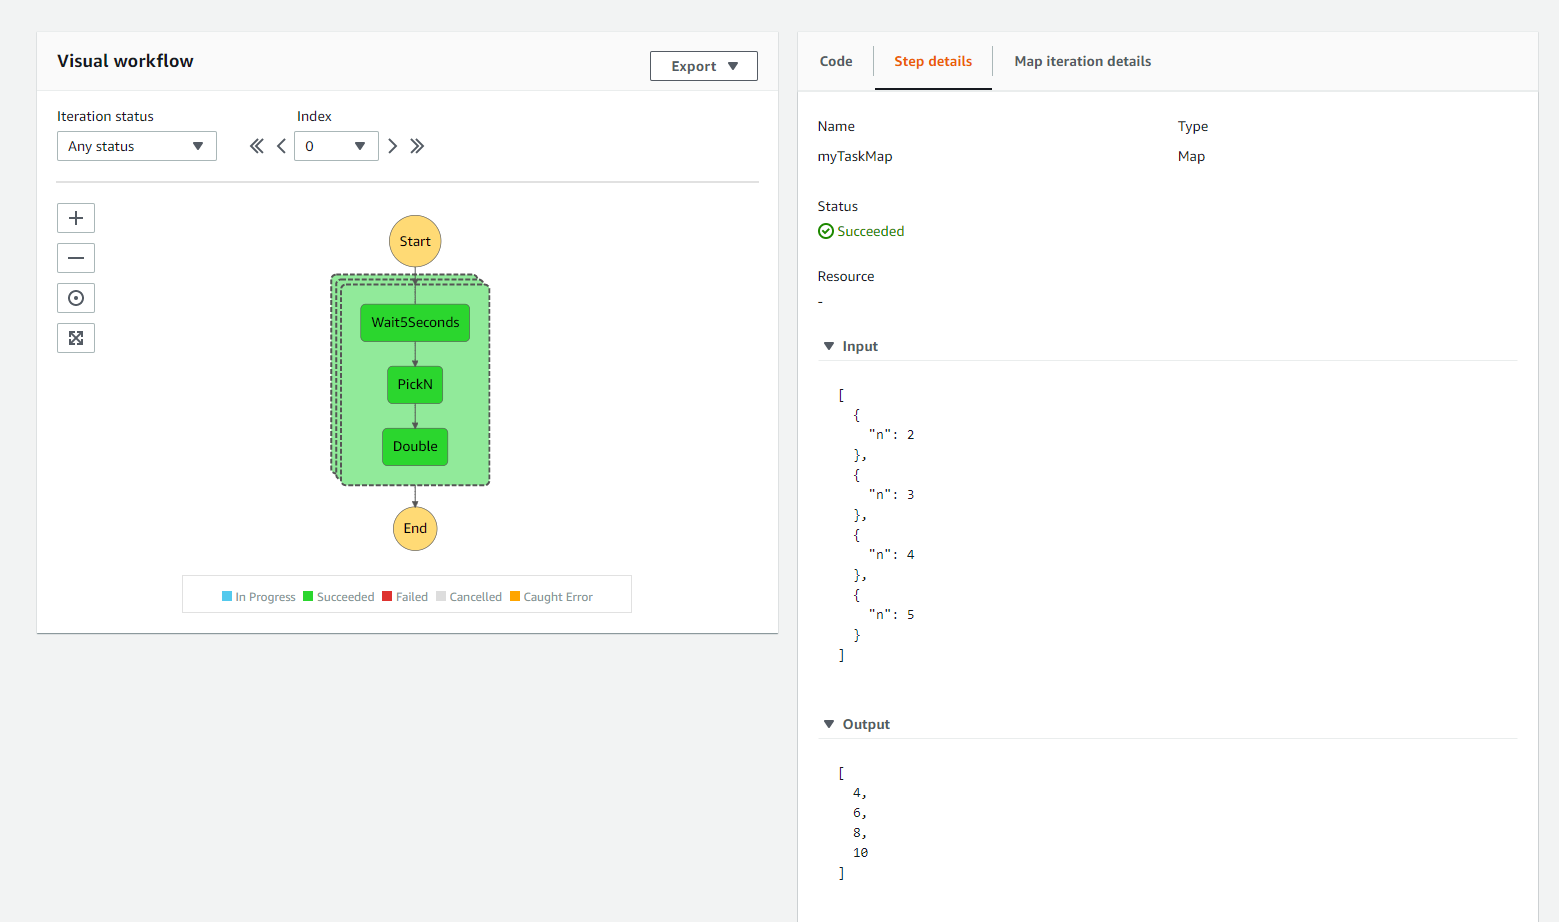 Visual workflow
Export
Iteration status
Index
Any status
0
Start
Wait5Seconds
PickN
Double
End
In Progress Succeeded Failed Cancelled Caught Error
Code Step details Map iteration details
Name Type
myTaskMap Map
Status
Succeeded
Resource
-
Input
[
{
"n": 2
},
{
"n": 3
},
{
"n": 4
},
{
"n": 5
}
]
Output
[
4,
6,
8,
10
]